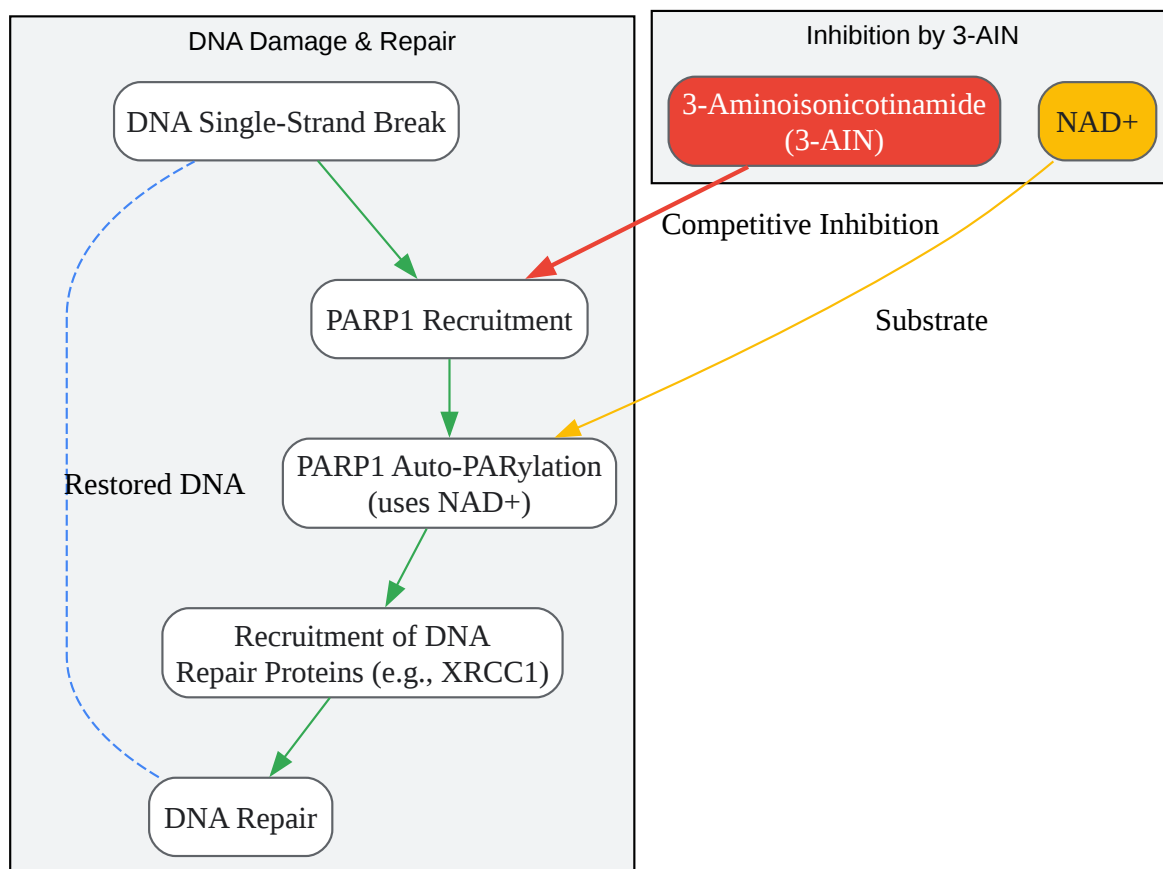 DNA Damage & Repair
DNA Single-Strand Break
PARP1 Recruitment
PARP1 Auto-PARylation
(uses NAD+)
Restored DNA
Recruitment of DNA
Repair Proteins (e.g., XRCC1)
DNA Repair
Inhibition by 3-AIN
3-Aminoisonicotinamide
(3-AIN)
NAD+
Competitive Inhibition
Substrate